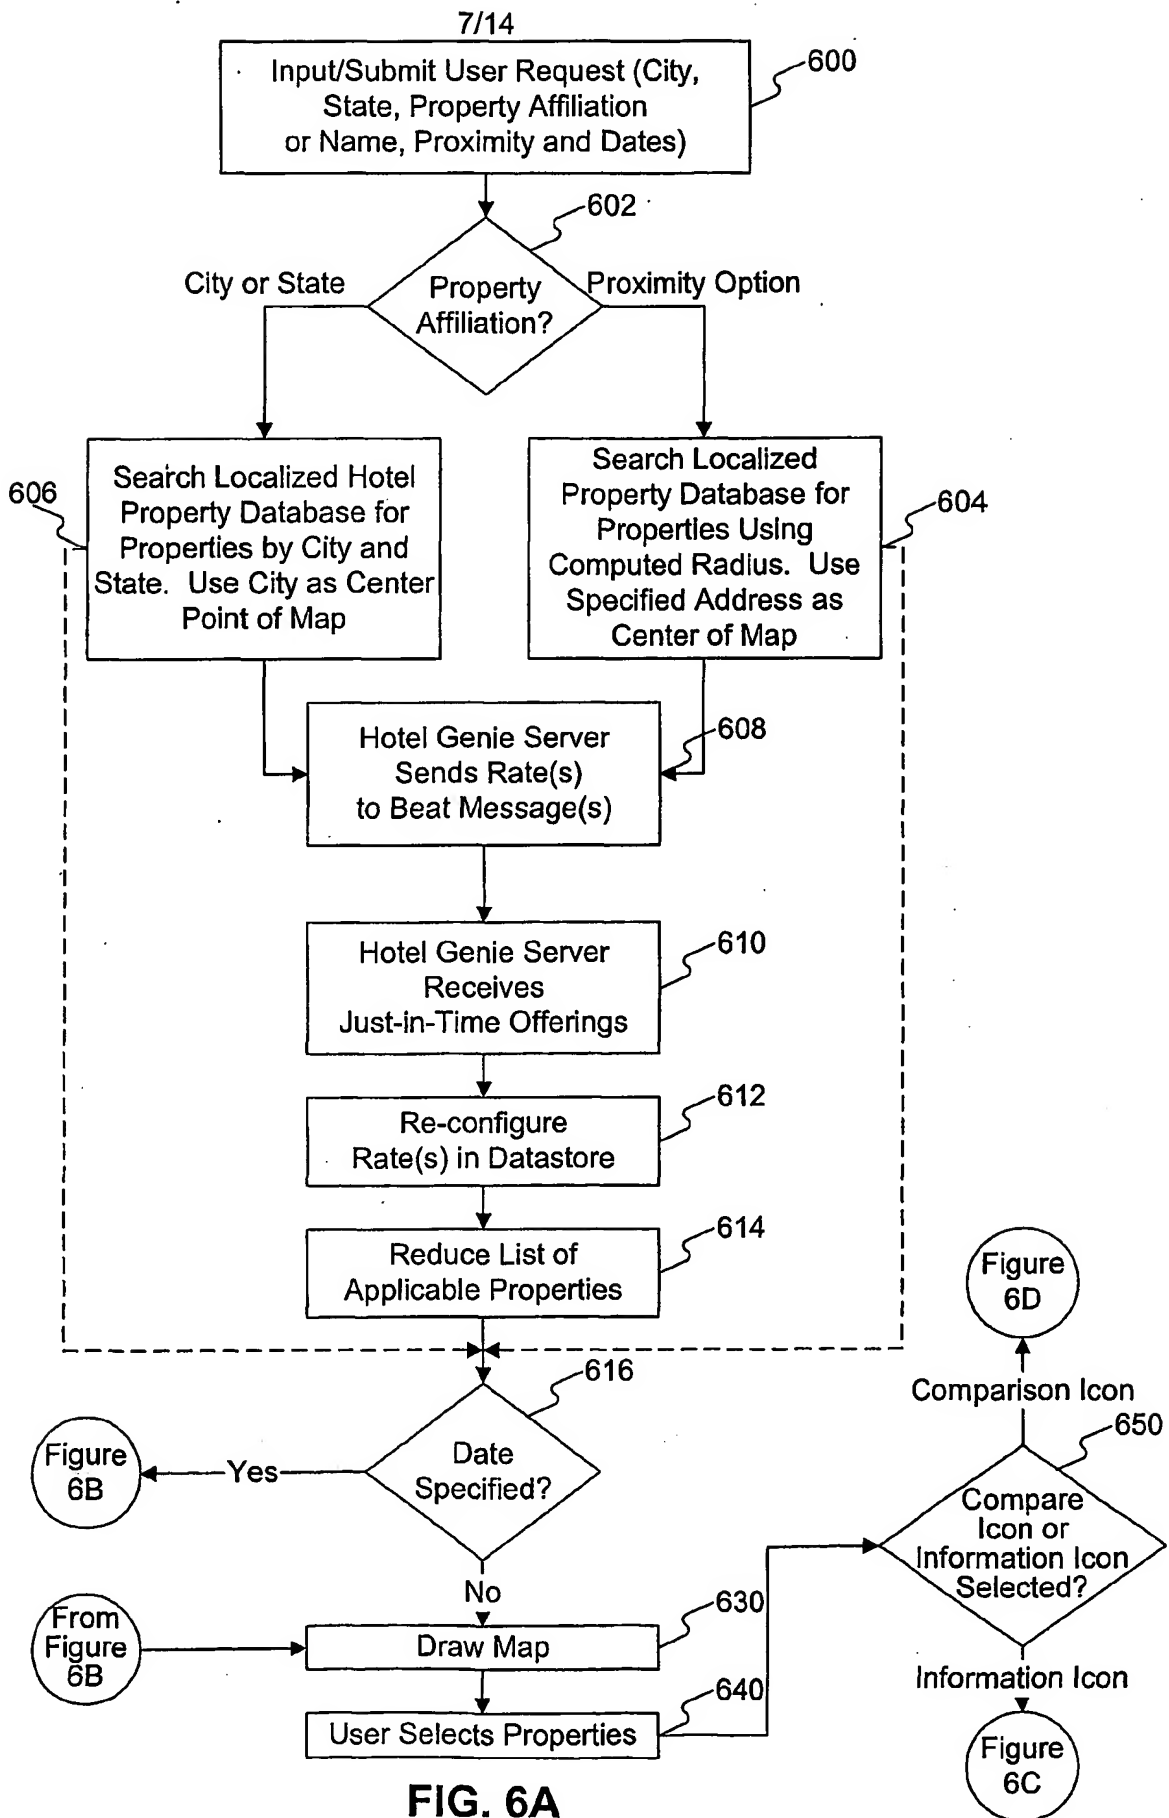 7/14
Input/Submit User Request (City,
State, Property Affiliation
or Name, Proximity and Dates)
600
602
City or State
Property
Affiliation?
Proximity Option
606
Search Localized Hotel
Property Database for
Properties by City and
State. Use City as Center
Point of Map
Search Localized
Property Database for
Properties Using
Computed Radius. Use
Specified Address as
Center of Map
604
Hotel Genie Server
Sends Rate(s)
to Beat Message(s)
608
Hotel Genie Server
Receives
Just-in-Time Offerings
610
Re-configure
Rate(s) in Datastore
612
Reduce List of
Applicable Properties
614
Figure
6D
Comparison Icon
616
Date
Specified?
Yes
Figure
6B
650
Compare
Icon or
Information Icon
Selected?
No
From
Figure
6B
Draw Map
630
User Selects Properties
640
Information Icon
Figure
6C
FIG. 6A